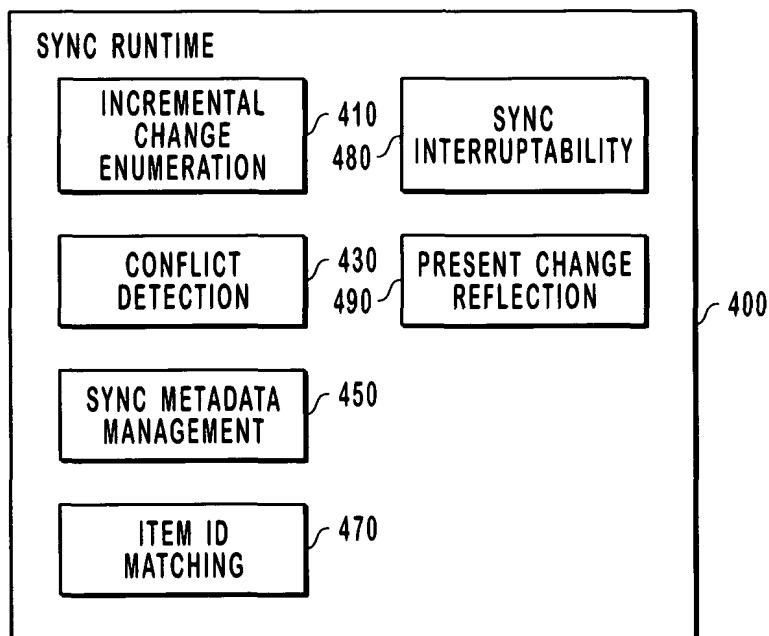 SYNC RUNTIME
INCREMENTAL
CHANGE
ENUMERATION
410
SYNC
INTERRUPTABILITY
480
CONFLICT
DETECTION
430
PRESENT CHANGE
REFLECTION
490
400
SYNC METADATA
MANAGEMENT
450
ITEM ID
MATCHING
470